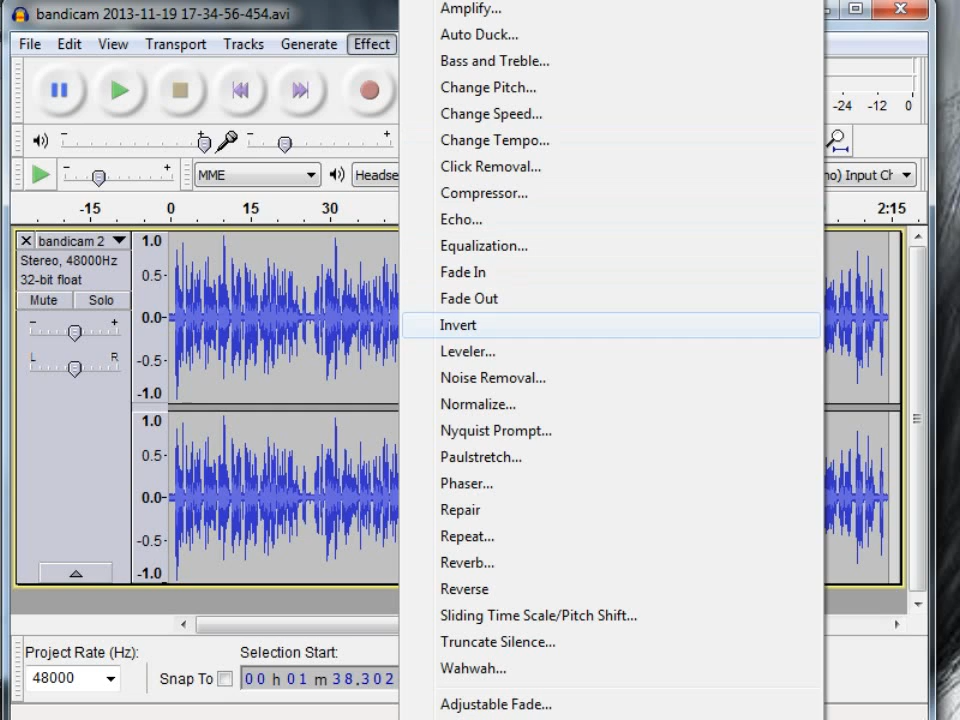 bandicam 2013-11-19 17-34-56-454.avi
File Edit View Transport Tracks Generate Effect
Amplify...
Auto Duck...
Bass and Treble...
Change Pitch...
Change Speed...
Change Tempo...
Click Removal...
Compressor...
Echo...
Equalization...
Fade In
Fade Out
Invert
Leveler...
Noise Removal...
Normalize...
Nyquist Prompt...
Paulstretch...
Phaser...
Repair
Repeat...
Reverb...
Reverse
Sliding Time Scale/Pitch Shift...
Truncate Silence...
Wahwah...
Adjustable Fade...
-24 -12 0
- + - +
- + MME Headse no) Input Ch
-15 0 15 30 2:15
bandicam 2 1.0
Stereo, 48000Hz
32-bit float 0.5-
Mute Solo
- + 0.0-
L R -0.5-
-1.0
1.0
0.5-
0.0-
-0.5-
-1.0
Project Rate (Hz): Selection Start:
48000 Snap To 00 h 01 m 38.302